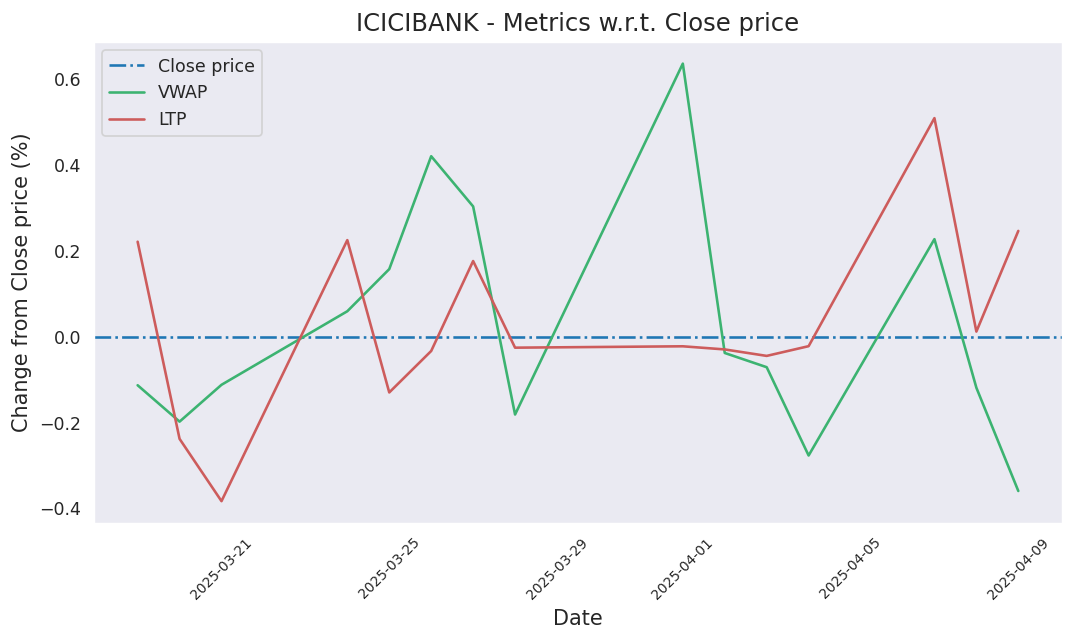 ICICIBANK - Metrics w.r.t. Close price
Close price
VWAP
LTP
Change from Close price (%)
0.6
0.4
0.2
0.0
−0.2
−0.4
2025-03-21
2025-03-25
2025-03-29
2025-04-01
2025-04-05
2025-04-09
Date